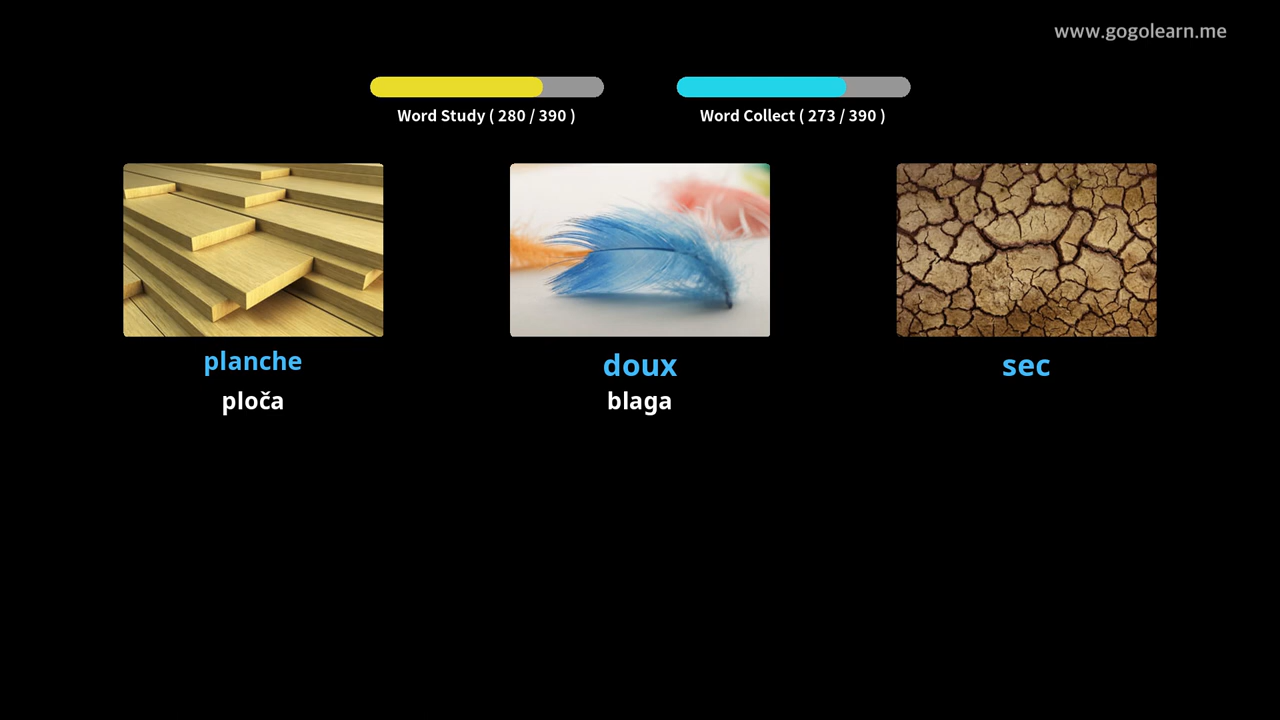 www.gogolearn.me
Word Study ( 280 / 390 )
Word Collect ( 273 / 390 )
planche
doux
sec
ploča
blaga